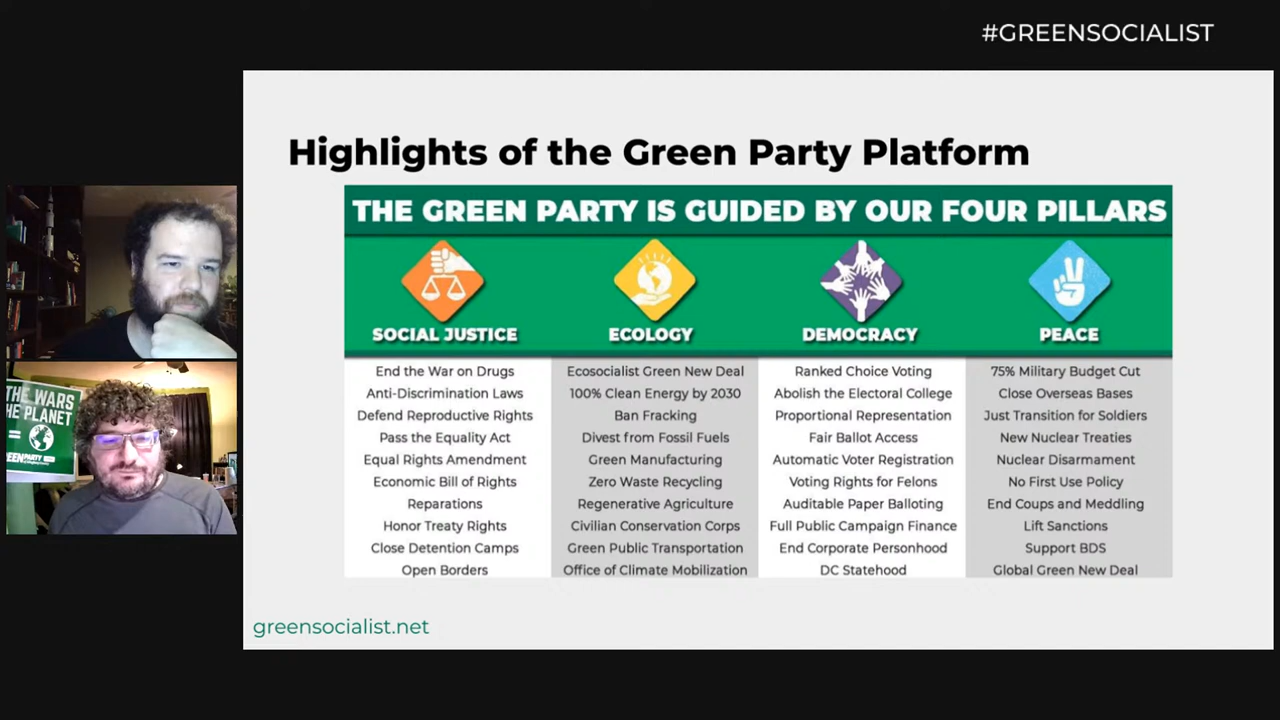 #GREENSOCIALIST
Highlights of the Green Party Platform
THE GREEN PARTY IS GUIDED BY OUR FOUR PILLARS
SOCIAL JUSTICE
End the War on Drugs
Anti-Discrimination Laws
Defend Reproductive Rights
Pass the Equality Act
Equal Rights Amendment
Economic Bill of Rights
Reparations
Honor Treaty Rights
Close Detention Camps
Open Borders
ECOLOGY
Ecosocialist Green New Deal
100% Clean Energy by 2030
Ban Fracking
Divest from Fossil Fuels
Green Manufacturing
Zero Waste Recycling
Regenerative Agriculture
Civilian Conservation Corps
Green Public Transportation
Office of Climate Mobilization
DEMOCRACY
Ranked Choice Voting
Abolish the Electoral College
Proportional Representation
Fair Ballot Access
Automatic Voter Registration
Voting Rights for Felons
Auditable Paper Balloting
Full Public Campaign Finance
End Corporate Personhood
DC Statehood
PEACE
75% Military Budget Cut
Close Overseas Bases
Just Transition for Soldiers
New Nuclear Treaties
Nuclear Disarmament
No First Use Policy
End Coups and Meddling
Lift Sanctions
Support BDS
Global Green New Deal
THE WARS
HE PLANET
=
EENPARTY
greensocialist.net